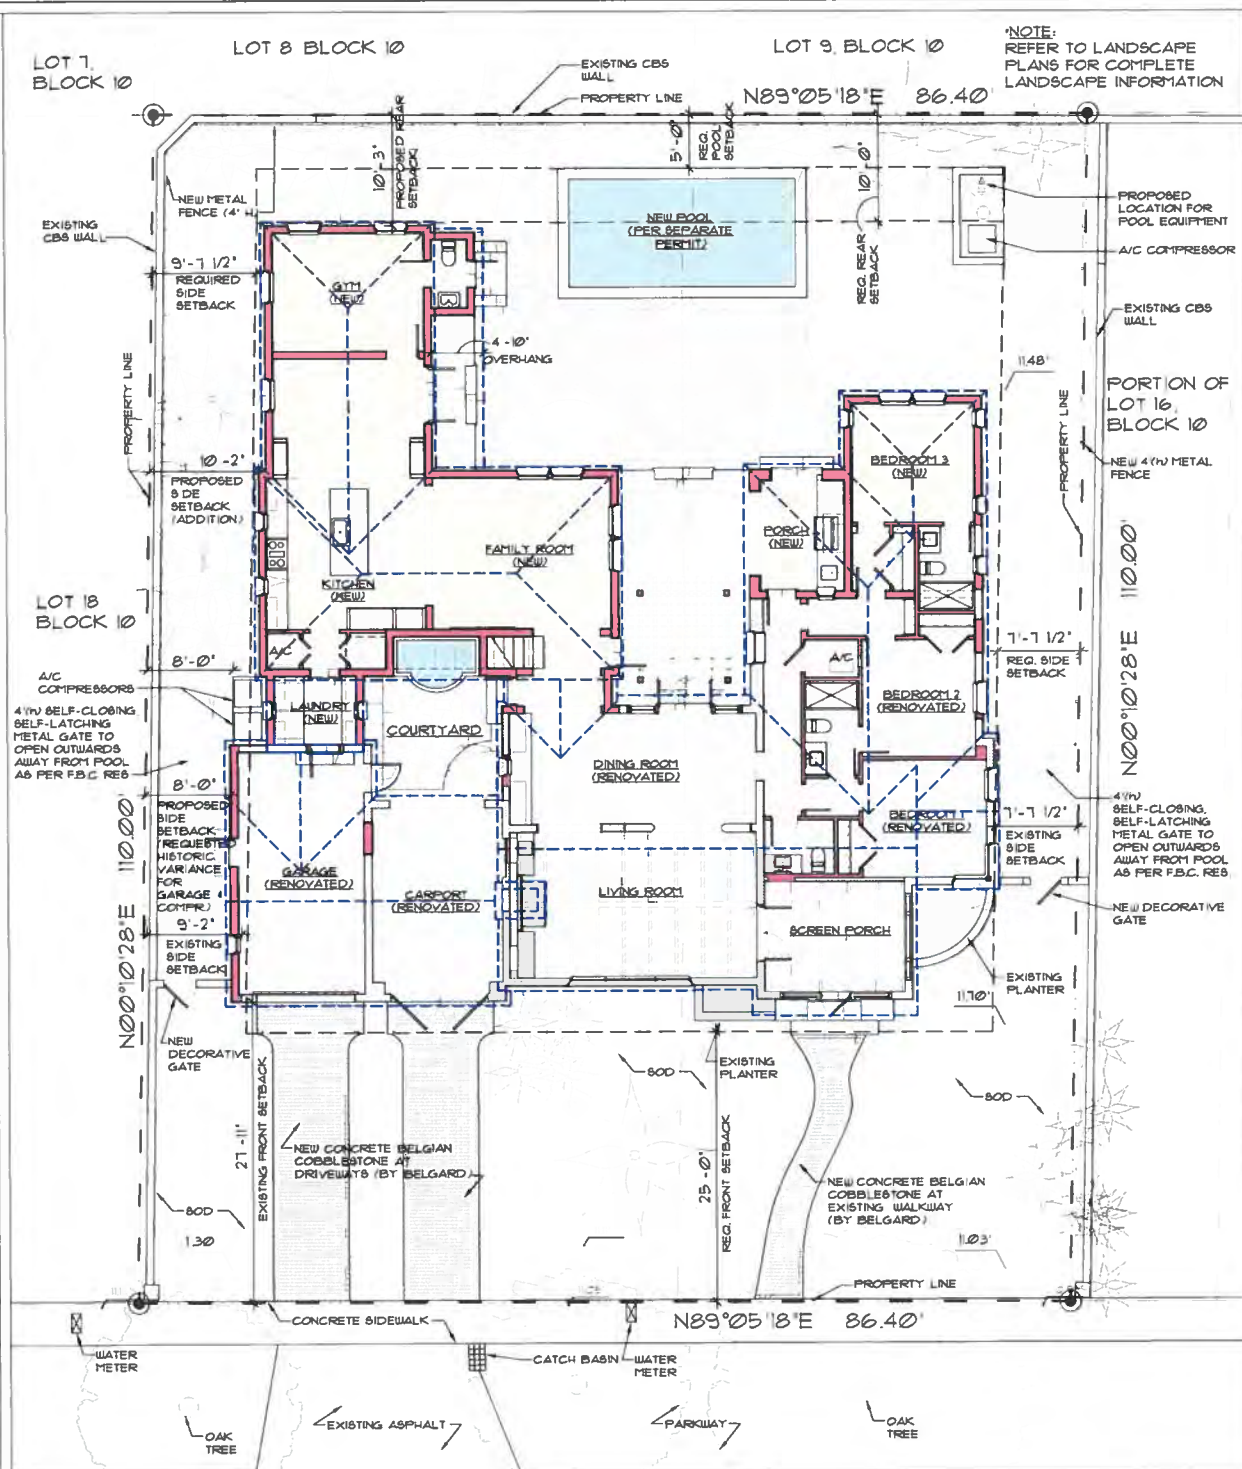 LOT 7,
BLOCK 10
LOT 8 BLOCK 10
LOT 9, BLOCK 10
NOTE:
REFER TO LANDSCAPE
PLANS FOR COMPLETE
LANDSCAPE INFORMATION
EXISTING CBS
WALL
PROPERTY LINE
N89°05'18"E 86.40'
NEW METAL
FENCE (4'
10'-3"
PROPOSED REAR
SETBACK
5'-0"
REQ.
POOL
SETBACK
10'-0"
REQ. REAR
SETBACK
PROPOSED
LOCATION FOR
POOL EQUIPMENT
A/C COMPRESSOR
EXISTING
CBS WALL
9'-7 1/2"
REQUIRED
SIDE
SETBACK
NEW POOL
(PER SEPARATE
PERMIT)
GYM
(NEW)
4'-10"
OVERHANG
EXISTING CBS
WALL
11.48'
PROPERTY LINE
PROPERTY LINE
PORTION OF
LOT 16,
BLOCK 10
NEW 4'(h) METAL
FENCE
10'-2"
PROPOSED
SIDE
SETBACK
(ADDITION)
BEDROOM 3
(NEW)
PORCH
(NEW)
FAMILY ROOM
(NEW)
KITCHEN
(NEW)
LOT 18
BLOCK 10
N00°10'28"E 110.00'
A/C
A/C
8'-0"
7'-7 1/2"
REQ. SIDE
SETBACK
A/C
COMPRESSORS
4'(h) SELF-CLOSING
SELF-LATCHING
METAL GATE TO
OPEN OUTWARDS
AWAY FROM POOL
AS PER F.B.C. RES
LAUNDRY
(NEW)
COURTYARD
BEDROOM 2
(RENOVATED)
DINING ROOM
(RENOVATED)
8'-0"
PROPOSED
SIDE
SETBACK
(REQUESTED
HISTORIC
VARIANCE
FOR
GARAGE &
COMPR.)
9'-2"
EXISTING
SIDE
SETBACK
BEDROOM 1
(RENOVATED)
7'-7 1/2"
EXISTING
SIDE
SETBACK
4'(h)
SELF-CLOSING,
SELF-LATCHING
METAL GATE TO
OPEN OUTWARDS
AWAY FROM POOL
AS PER F.B.C. RES.
N00°10'28"E 110.00'
GARAGE
(RENOVATED)
CARPORT
(RENOVATED)
LIVING ROOM
SCREEN PORCH
NEW DECORATIVE
GATE
EXISTING
PLANTER
11.70'
NEW
DECORATIVE
GATE
EXISTING
PLANTER
SOD
SOD
27'-11"
EXISTING FRONT SETBACK
NEW CONCRETE BELGIAN
COBBLESTONE AT
DRIVEWAYS (BY BELGARD)
25'-0"
REQ. FRONT SETBACK
NEW CONCRETE BELGIAN
COBBLESTONE AT
EXISTING WALKWAY
(BY BELGARD)
SOD
11.30
11.03'
PROPERTY LINE
CONCRETE SIDEWALK
N89°05'18"E 86.40'
WATER
METER
CATCH BASIN
WATER
METER
OAK
TREE
EXISTING ASPHALT
PARKWAY
OAK
TREE